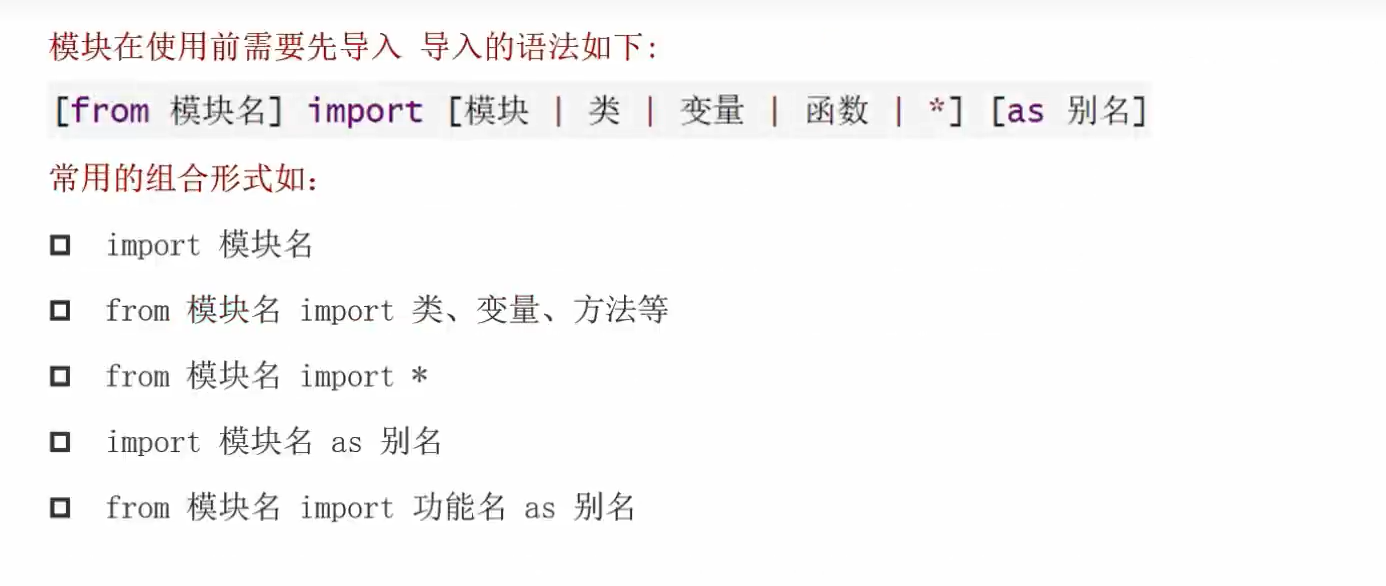 模块在使用前需要先导入 导入的语法如下:
[from 模块名] import [模块 | 类 | 变量 | 函数 | *] [as 别名]
常用的组合形式如：
import 模块名
from 模块名 import 类、变量、方法等
from 模块名 import *
import 模块名 as 别名
from 模块名 import 功能名 as 别名